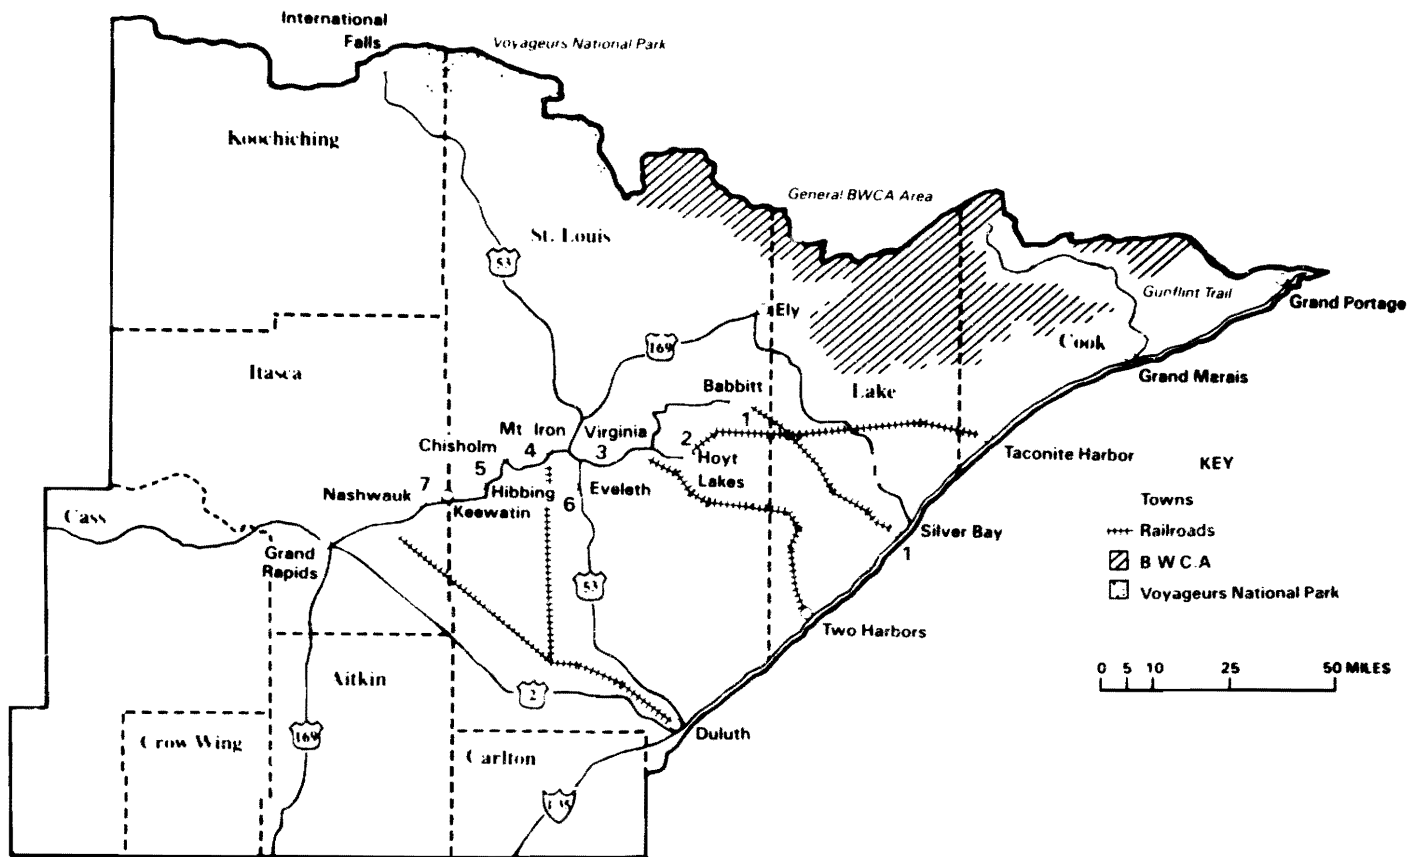 International
Falls
Voyageurs National Park
Koochiching
General BWCA Area
St. Louis
53
Gunflint Trail
Grand Portage
Ely
169
Cook
Itasca
Grand Marais
Babbitt
Lake
Mt Iron
Virginia
1
Chisholm
4
3
2
Hoyt
Lakes
Taconite Harbor
5
KEY
7
Nashwauk
Hibbing
6
Eveleth
Keewatin
Towns
Cass
Silver Bay
Railroads
1
Grand
Rapids
B W C.A
53
Voyageurs National Park
Two Harbors
0 5 10 25 50 MILES
Aitkin
2
169
Crow Wing
Duluth
Carlton
I-35